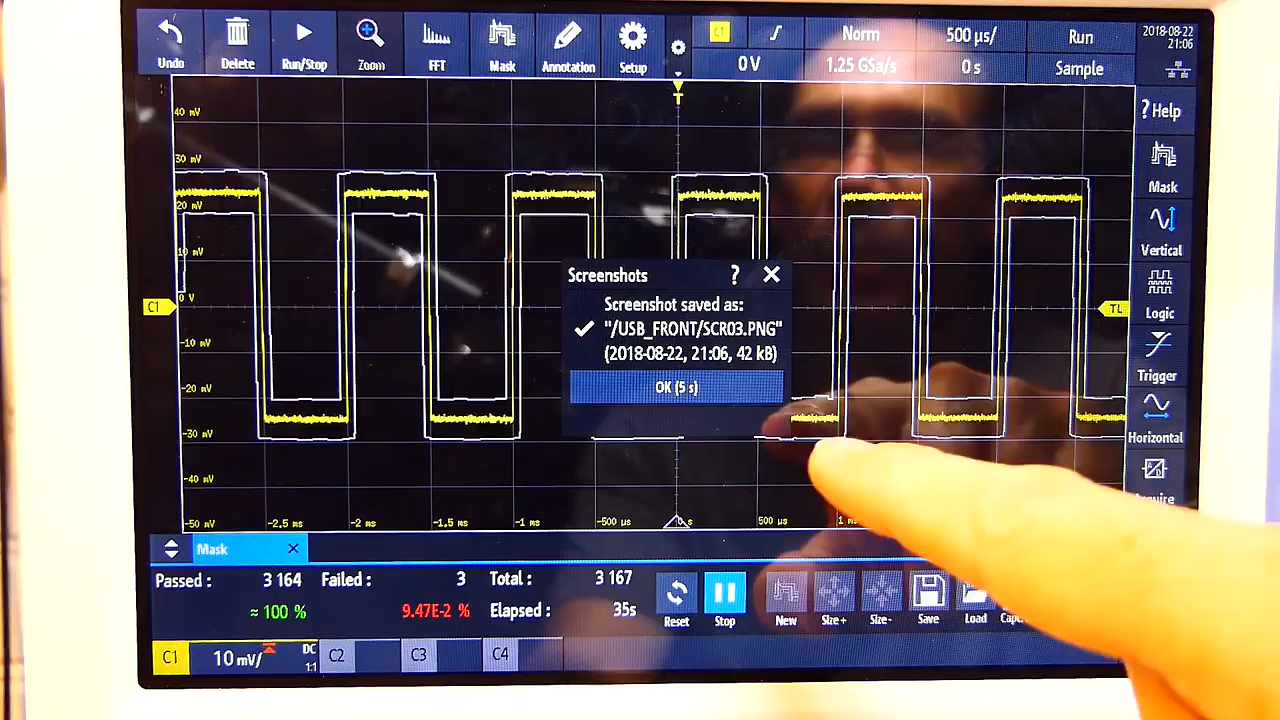 Undo
Delete
Run/Stop
Zoom
FFT
Mask
Annotation
Setup
C1
0 V
Norm
1.25 GSa/s
500 µs/
0 s
Run
Sample
2018-08-22
21:06
T
? Help
Mask
Vertical
Logic
Trigger
Horizontal
40 mV
30 mV
20 mV
10 mV
0 V
-10 mV
-20 mV
-30 mV
-40 mV
-50 mV
C1
TL
-2,5 ms
-2 ms
-1,5 ms
-1 ms
-500 µs
0 s
500 µs
Screenshots ?
Screenshot saved as:
"/USB_FRONT/SCR03.PNG"
(2018-08-22, 21:06, 42 kB)
OK (5 s)
Mask
Passed : 3 164 Failed : 3 Total : 3 167
≈ 100 % 9.47E-2 % Elapsed : 35s
Reset
Stop
New
Size+
Size-
Save
Load
C1 10 mV/ DC
1:1
C2
C3
C4